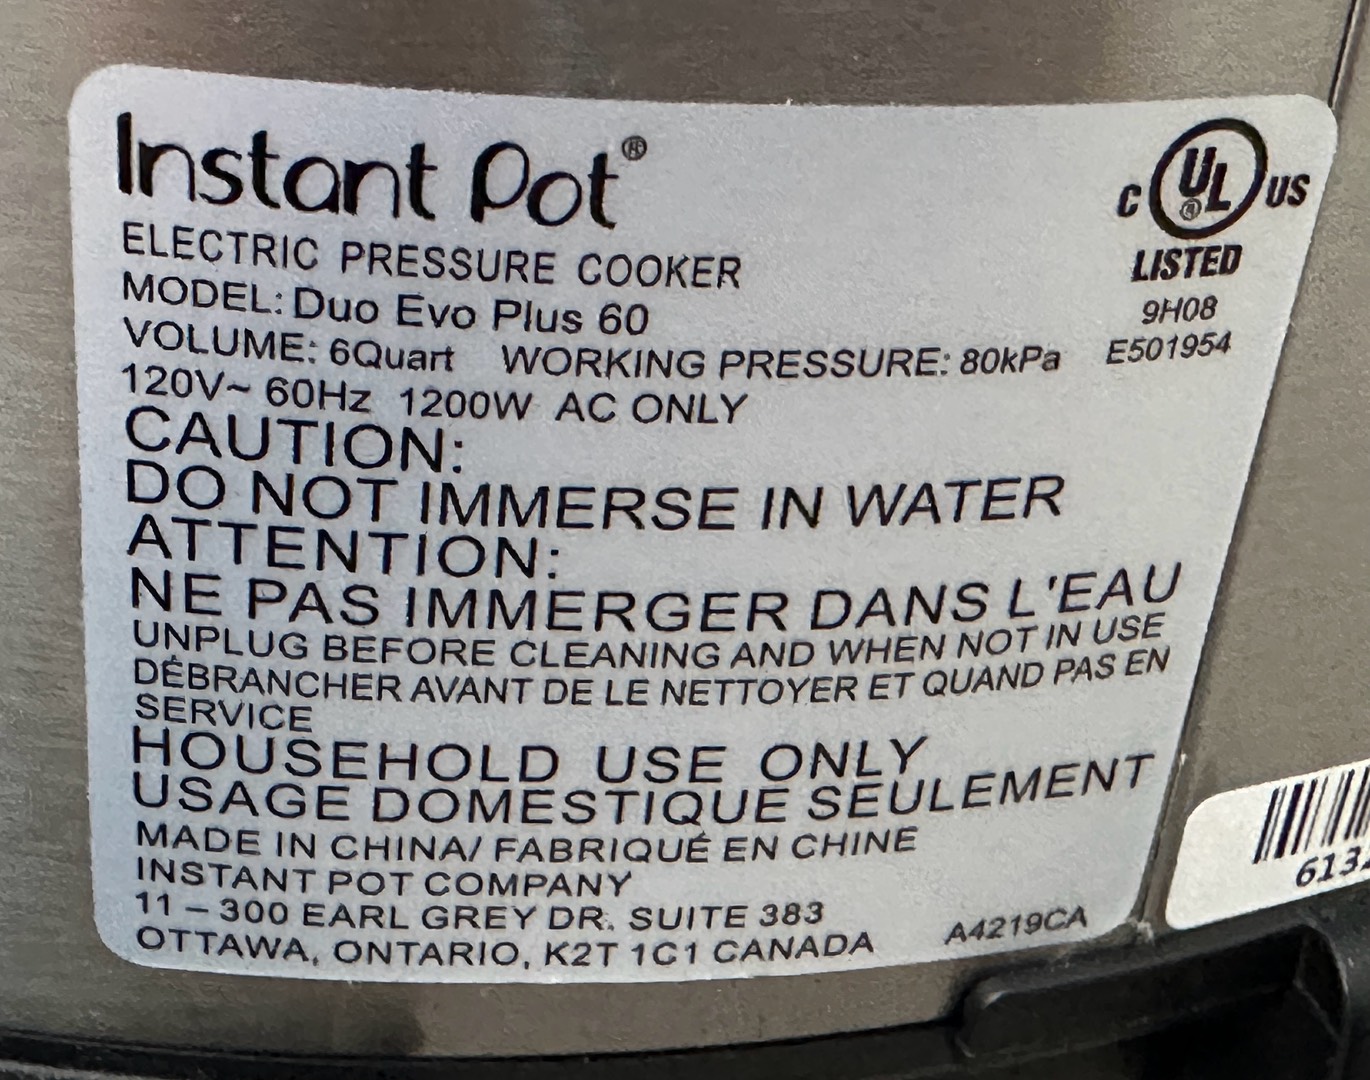 Instant Pot®
ELECTRIC PRESSURE COOKER
MODEL: Duo Evo Plus 60
VOLUME: 6Quart WORKING PRESSURE: 80kPa
120V~ 60Hz 1200W AC ONLY
C UL® US
LISTED
9H08
E501954
CAUTION:
DO NOT IMMERSE IN WATER
ATTENTION:
NE PAS IMMERGER DANS L'EAU
UNPLUG BEFORE CLEANING AND WHEN NOT IN USE
DÉBRANCHER AVANT DE LE NETTOYER ET QUAND PAS EN
SERVICE
HOUSEHOLD USE ONLY
USAGE DOMESTIQUE SEULEMENT
MADE IN CHINA/ FABRIQUÉ EN CHINE
INSTANT POT COMPANY
11 – 300 EARL GREY DR. SUITE 383
OTTAWA, ONTARIO, K2T 1C1 CANADA
A4219CA